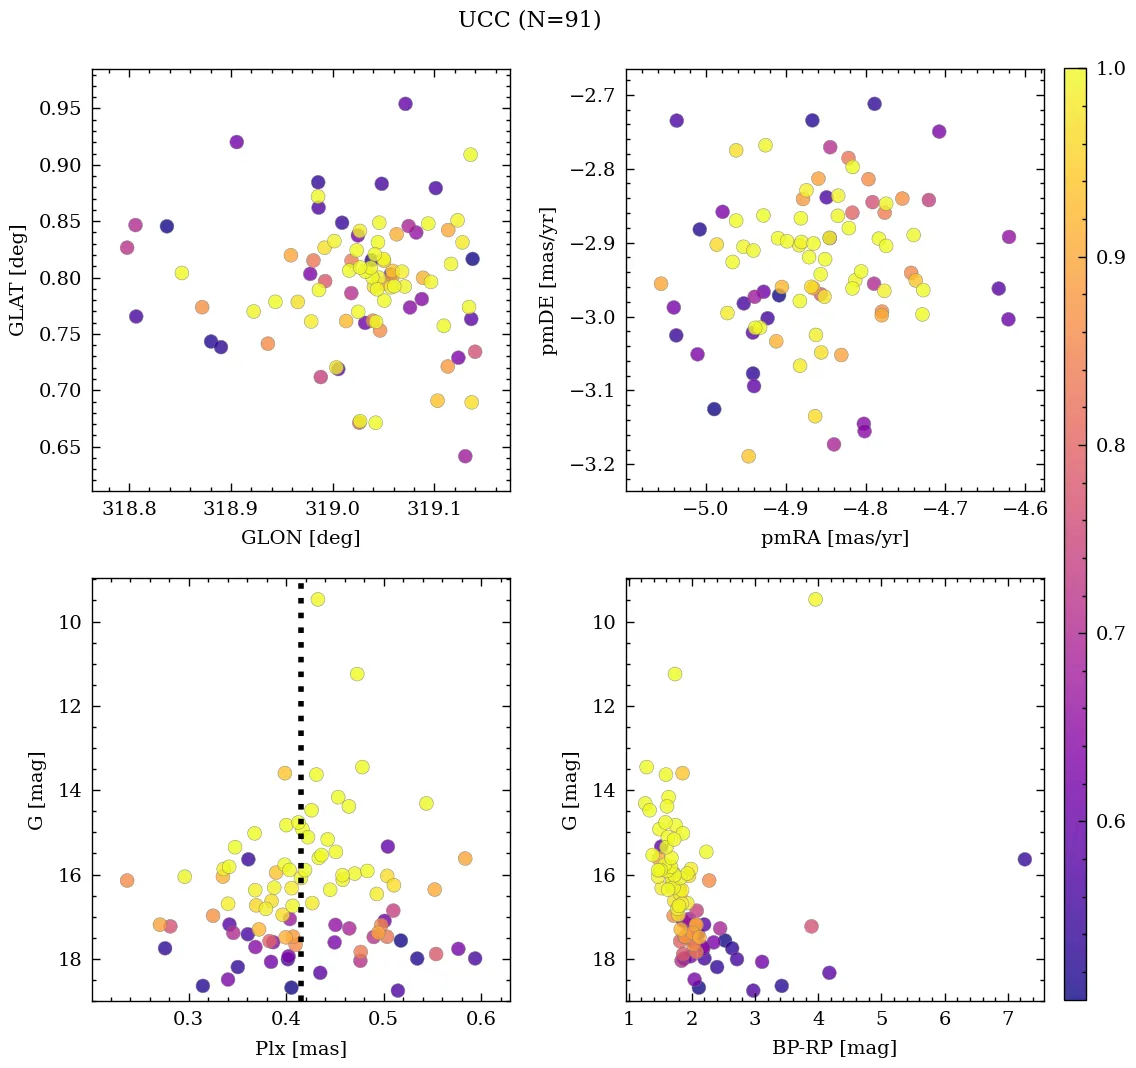 UCC (N=91)
0.95
0.90
0.85
0.80
0.75
0.70
0.65
GLAT [deg]
318.8 318.9 319.0 319.1
GLON [deg]
−2.7
−2.8
−2.9
−3.0
−3.1
−3.2
pmDE [mas/yr]
−5.0 −4.9 −4.8 −4.7 −4.6
pmRA [mas/yr]
1.0
0.9
0.8
0.7
0.6
10
12
14
16
18
G [mag]
0.3 0.4 0.5 0.6
Plx [mas]
10
12
14
16
18
G [mag]
1 2 3 4 5 6 7
BP-RP [mag]